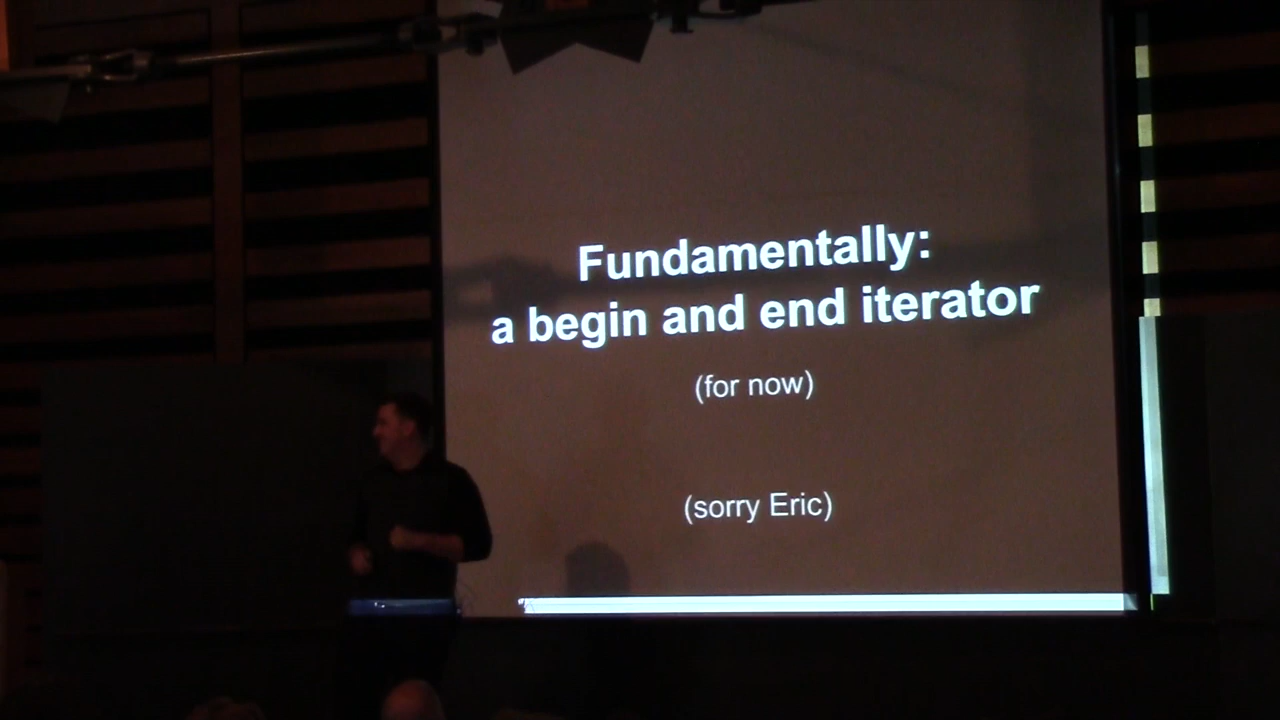 Fundamentally:
a begin and end iterator
(for now)
(sorry Eric)